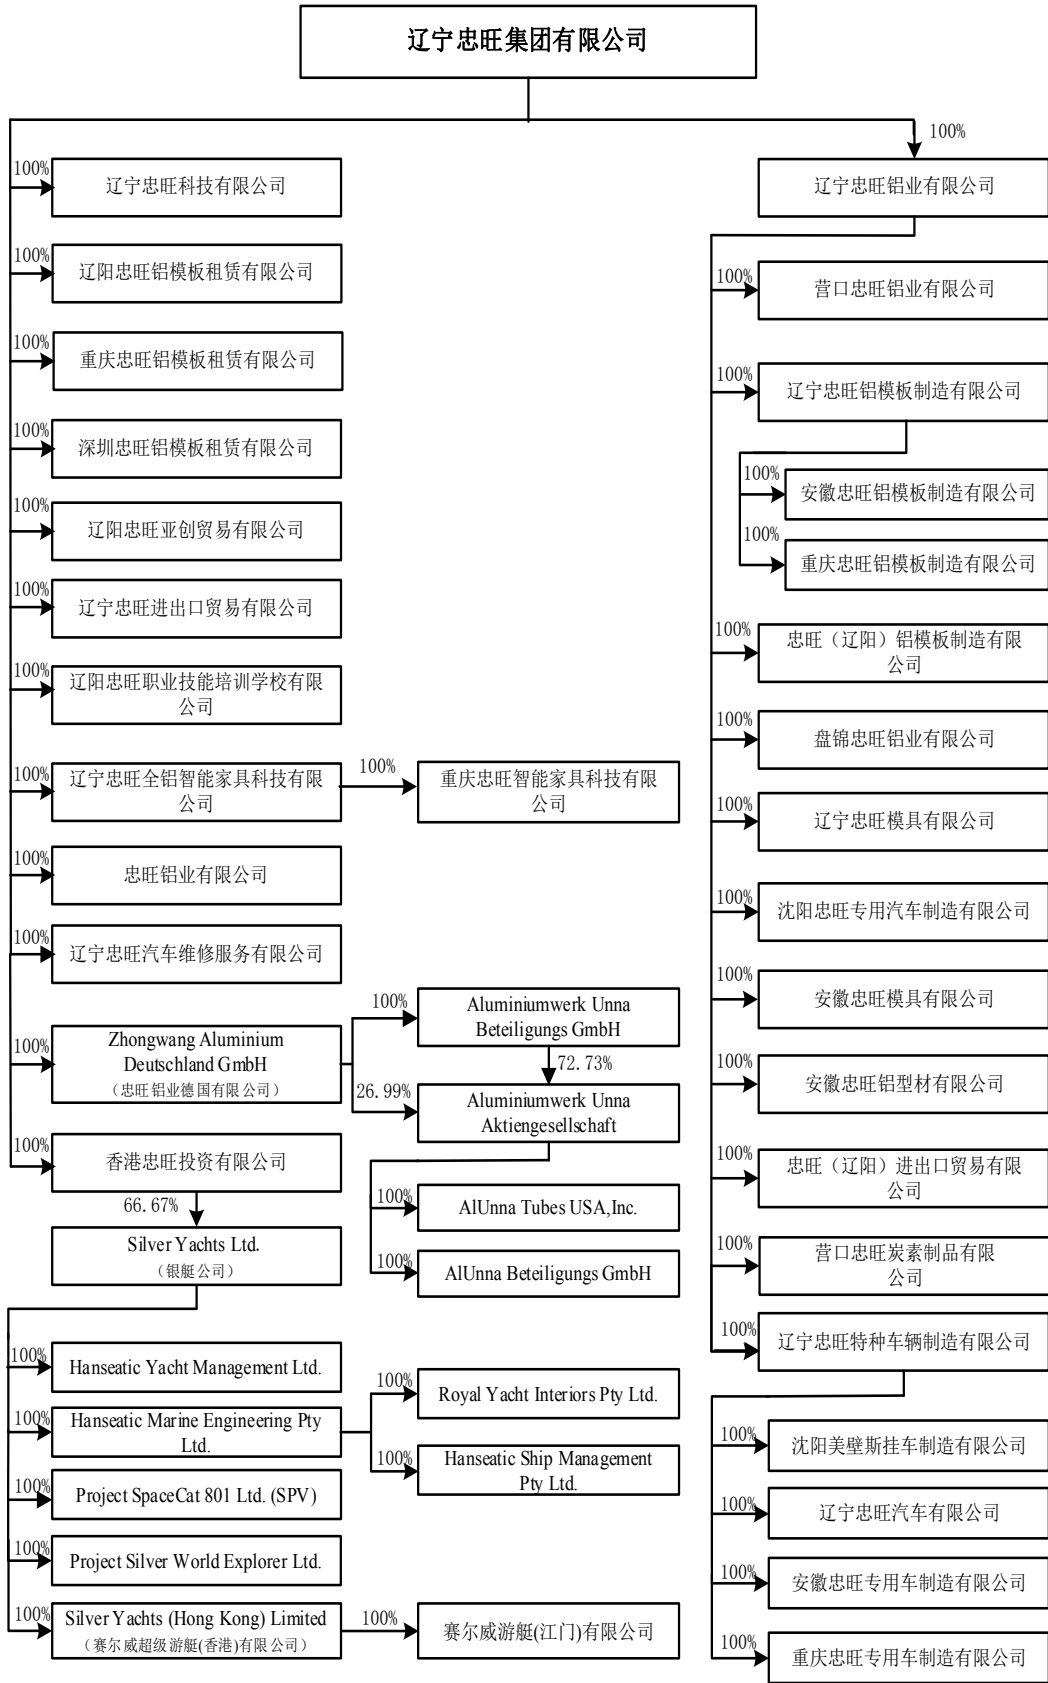 辽宁忠旺集团有限公司
100%
100%
辽宁忠旺科技有限公司
100%
辽阳忠旺铝模板租赁有限公司
100%
重庆忠旺铝模板租赁有限公司
100%
深圳忠旺铝模板租赁有限公司
100%
辽阳忠旺亚创贸易有限公司
100%
辽宁忠旺进出口贸易有限公司
100%
辽阳忠旺职业技能培训学校有限
公司
100%
辽宁忠旺全铝智能家具科技有限
公司
100%
重庆忠旺智能家具科技有限
公司
100%
忠旺铝业有限公司
100%
辽宁忠旺汽车维修服务有限公司
100%
Zhongwang Aluminium
Deutschland GmbH
（忠旺铝业德国有限公司）
100%
Aluminiumwerk Unna
Beteiligungs GmbH
72.73%
26.99%
Aluminiumwerk Unna
Aktiengesellschaft
100%
AlUnna Tubes USA,Inc.
100%
AlUnna Beteiligungs GmbH
100%
香港忠旺投资有限公司
66.67%
Silver Yachts Ltd.
（银艇公司）
100%
Hanseatic Yacht Management Ltd.
100%
Hanseatic Marine Engineering Pty
Ltd.
100%
Royal Yacht Interiors Pty Ltd.
100%
Hanseatic Ship Management
Pty Ltd.
100%
Project SpaceCat 801 Ltd. (SPV)
100%
Project Silver World Explorer Ltd.
100%
Silver Yachts (Hong Kong) Limited
（赛尔威超级游艇(香港)有限公司）
100%
赛尔威游艇(江门)有限公司
辽宁忠旺铝业有限公司
100%
营口忠旺铝业有限公司
100%
辽宁忠旺铝模板制造有限公司
100%
安徽忠旺铝模板制造有限公司
100%
重庆忠旺铝模板制造有限公司
100%
忠旺（辽阳）铝模板制造有限
公司
100%
盘锦忠旺铝业有限公司
100%
辽宁忠旺模具有限公司
100%
沈阳忠旺专用汽车制造有限公司
100%
安徽忠旺模具有限公司
100%
安徽忠旺铝型材有限公司
100%
忠旺（辽阳）进出口贸易有限
公司
100%
营口忠旺炭素制品有限
公司
100%
辽宁忠旺特种车辆制造有限公司
100%
沈阳美壁斯挂车制造有限公司
100%
辽宁忠旺汽车有限公司
100%
安徽忠旺专用车制造有限公司
100%
重庆忠旺专用车制造有限公司